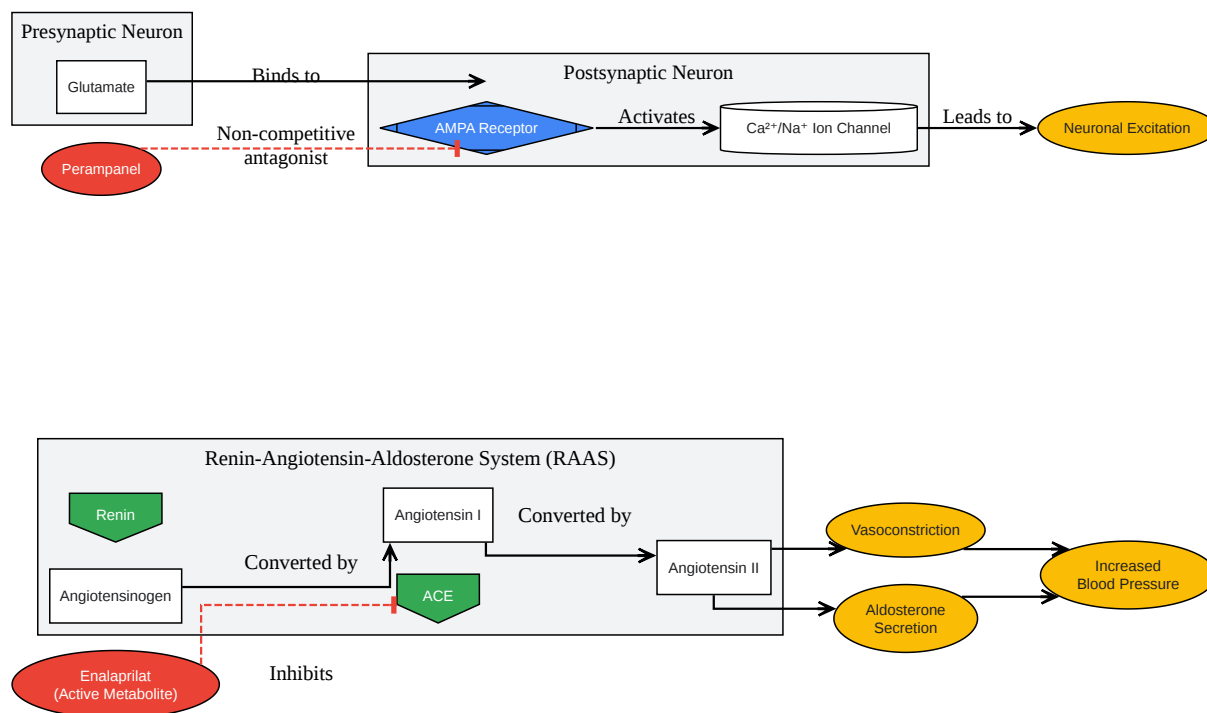 Presynaptic Neuron
Glutamate
Binds to
Postsynaptic Neuron
AMPA Receptor
Activates
Ca²⁺/Na⁺ Ion Channel
Leads to
Neuronal Excitation
Non-competitive
antagonist
Perampanel
Renin-Angiotensin-Aldosterone System (RAAS)
Renin
Angiotensin I
Converted by
Vasoconstriction
Converted by
Angiotensin II
Increased
Blood Pressure
Angiotensinogen
ACE
Aldosterone
Secretion
Enalaprilat
(Active Metabolite)
Inhibits